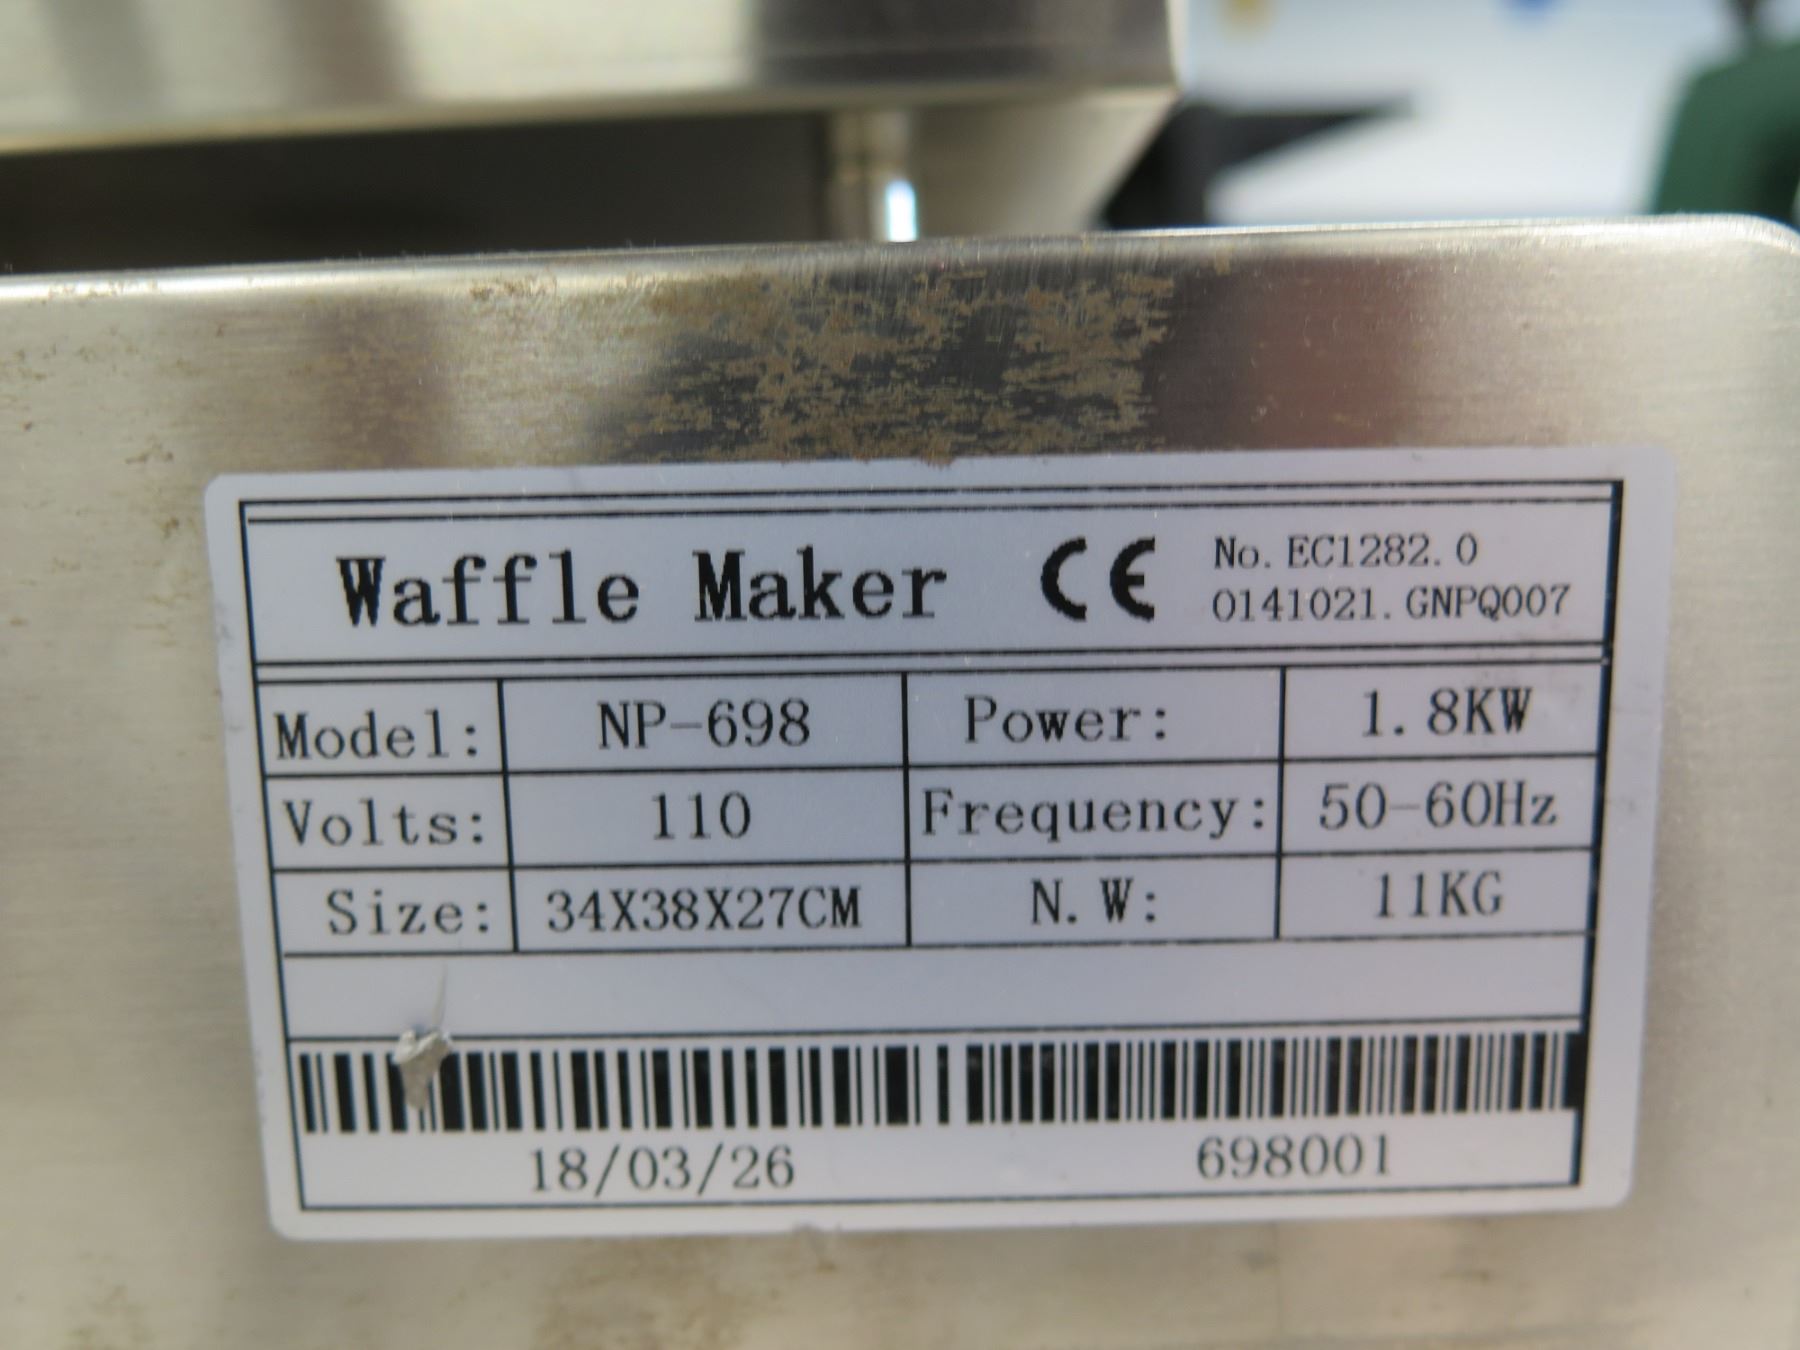 Waffle Maker CE No. EC1282.0
0141021.GNPQ007
Model: NP-698 Power: 1.8KW
Volts: 110 Frequency: 50-60Hz
Size: 34X38X27CM N.W: 11KG
18/03/26 698001